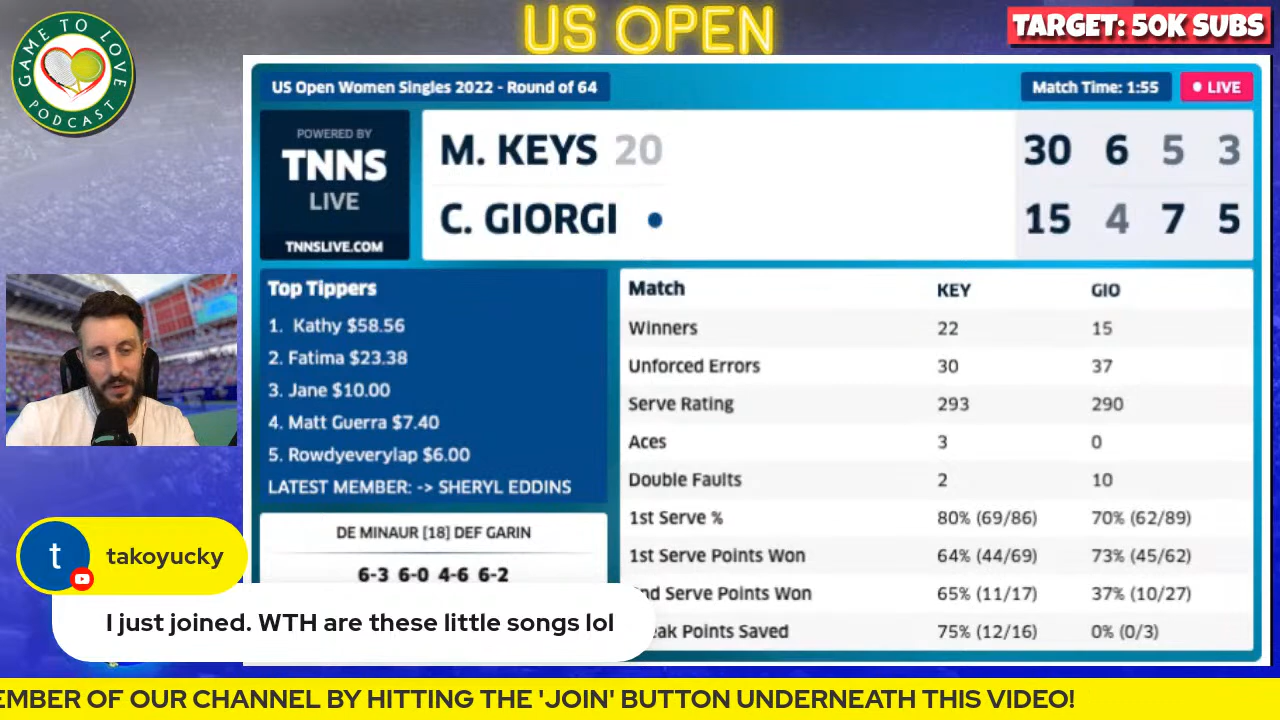 GAME TO LOVE
PODCAST
US OPEN
TARGET: 50K SUBS
US Open Women Singles 2022 - Round of 64
Match Time: 1:55
LIVE
POWERED BY
TNNS
LIVE
TNNSLIVE.COM
M. KEYS 20 30 6 5 3
C. GIORGI 15 4 7 5
Top Tippers
1. Kathy $58.56
2. Fatima $23.38
3. Jane $10.00
4. Matt Guerra $7.40
5. Rowdyeverylap $6.00
LATEST MEMBER: -> SHERYL EDDINS
DE MINAUR [18] DEF GARIN
6-3 6-0 4-6 6-2
Match KEY GIO
Winners 22 15
Unforced Errors 30 37
Serve Rating 293 290
Aces 3 0
Double Faults 2 10
1st Serve % 80% (69/86) 70% (62/89)
1st Serve Points Won 64% (44/69) 73% (45/62)
nd Serve Points Won 65% (11/17) 37% (10/27)
eak Points Saved 75% (12/16) 0% (0/3)
t
takoyucky
I just joined. WTH are these little songs lol
EMBER OF OUR CHANNEL BY HITTING THE 'JOIN' BUTTON UNDERNEATH THIS VIDEO!